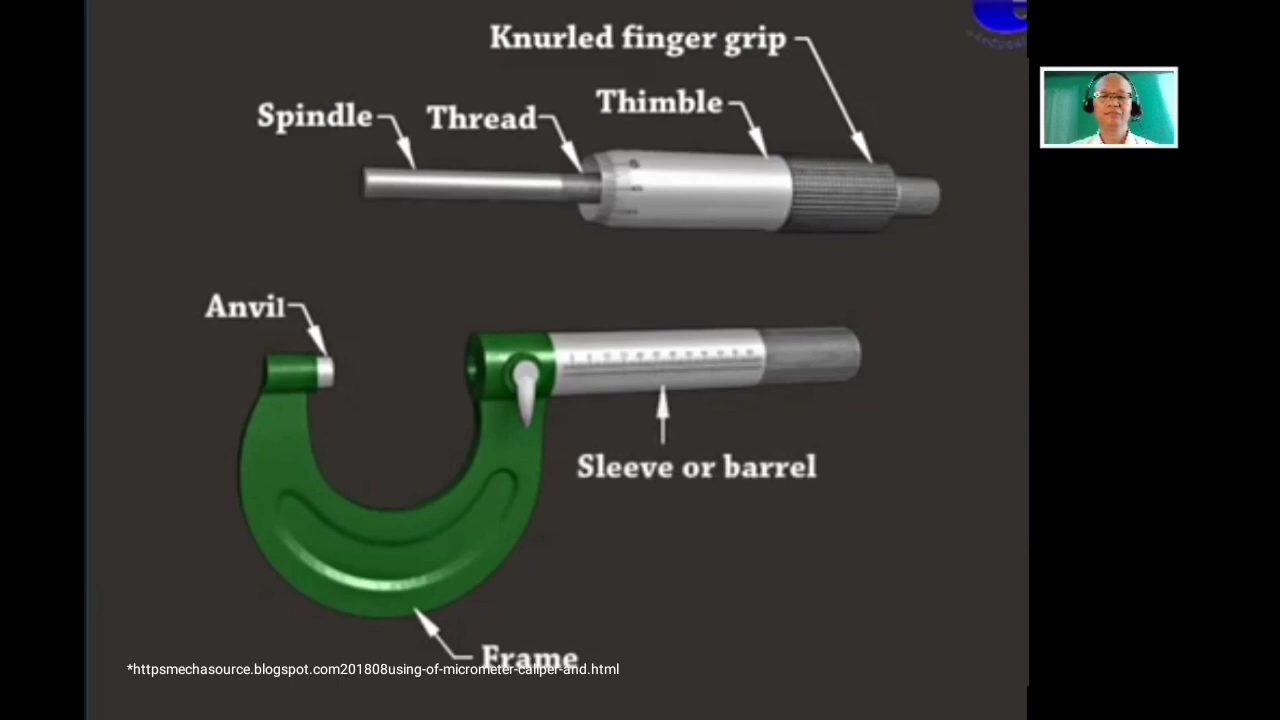 Knurled finger grip
Thimble
Spindle
Thread
Anvil
Sleeve or barrel
Frame
*httpsmechasource.blogspot.com201808using-of-micrometer-caliper-and.html